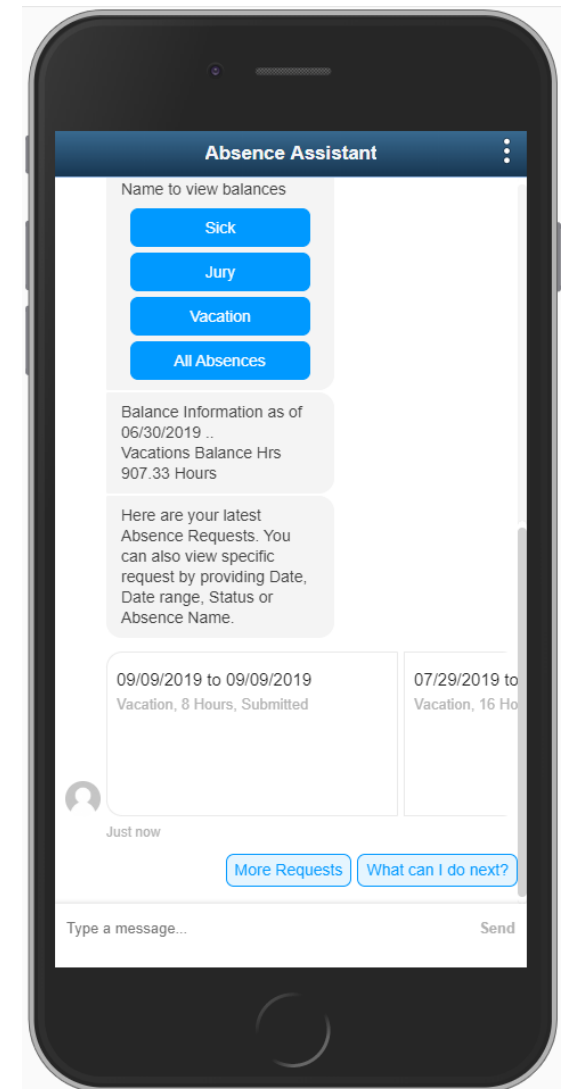 Absence Assistant
Name to view balances
Sick
Jury
Vacation
All Absences
Balance Information as of
06/30/2019 ..
Vacations Balance Hrs
907.33 Hours
Here are your latest
Absence Requests. You
can also view specific
request by providing Date,
Date range, Status or
Absence Name.
09/09/2019 to 09/09/2019
Vacation, 8 Hours, Submitted
07/29/2019 to
Vacation, 16 Ho
Just now
More Requests
What can I do next?
Type a message...
Send